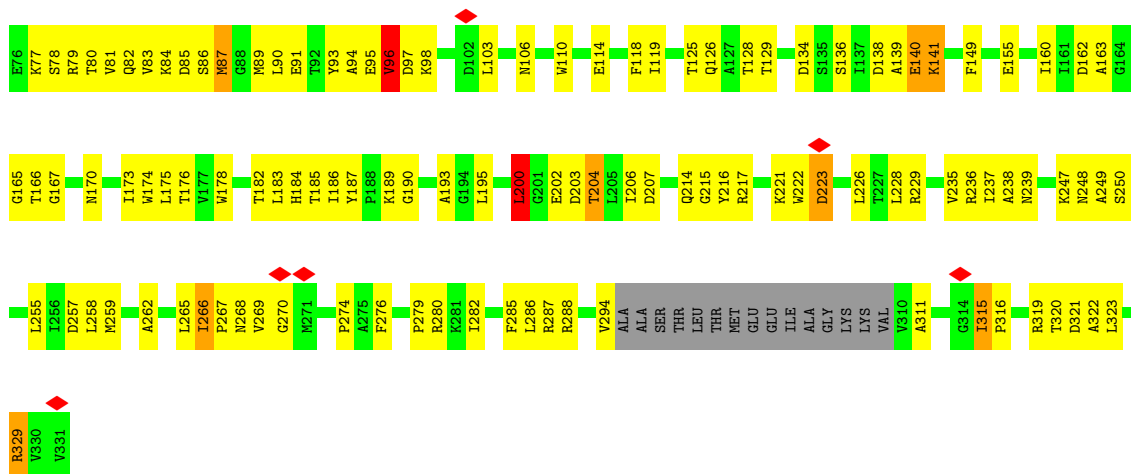 E76 K77 S78 R79 T80 V81 Q82 V83 K84 D85 S86 M87 G88 M89 L90 E91 T92 Y93 A94 E95 V96 D97 K98 D102 L103 N106 W110 E114 F118 I119 T125 Q126 A127 T128 T129 D134 S135 S136 I137 D138 A139 E140 K141 F149 E155 I160 I161 D162 A163 G164
G165 T166 G167 N170 I173 W174 L175 T176 V177 W178 T182 L183 H184 T185 I186 Y187 P188 K189 G190 A193 G194 L195 L200 G201 E202 D203 T204 L205 I206 D207 Q214 G215 Y216 R217 K221 W222 D223 L226 T227 L228 R229 V235 R236 I237 A238 N239 K247 N248 A249 S250
L255 I256 D257 L258 M259 A262 L265 I266 P267 N268 V269 G270 M271 P274 A275 F276 P279 R280 K281 I282 F285 L286 R287 R288 V294 ALA ALA SER THR LEU THR THR MET GLU GLU ILE ALA GLY LYS LYS VAL V310 A311 G314 I315 P316 R319 T320 D321 A322 L323
R329 V330 V331